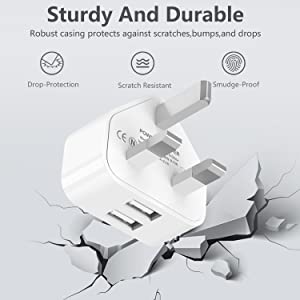 Sturdy And Durable
Robust casing protects against scratches,bumps,and drops
Drop-Protection
Scratch Resistant
Smudge-Proof